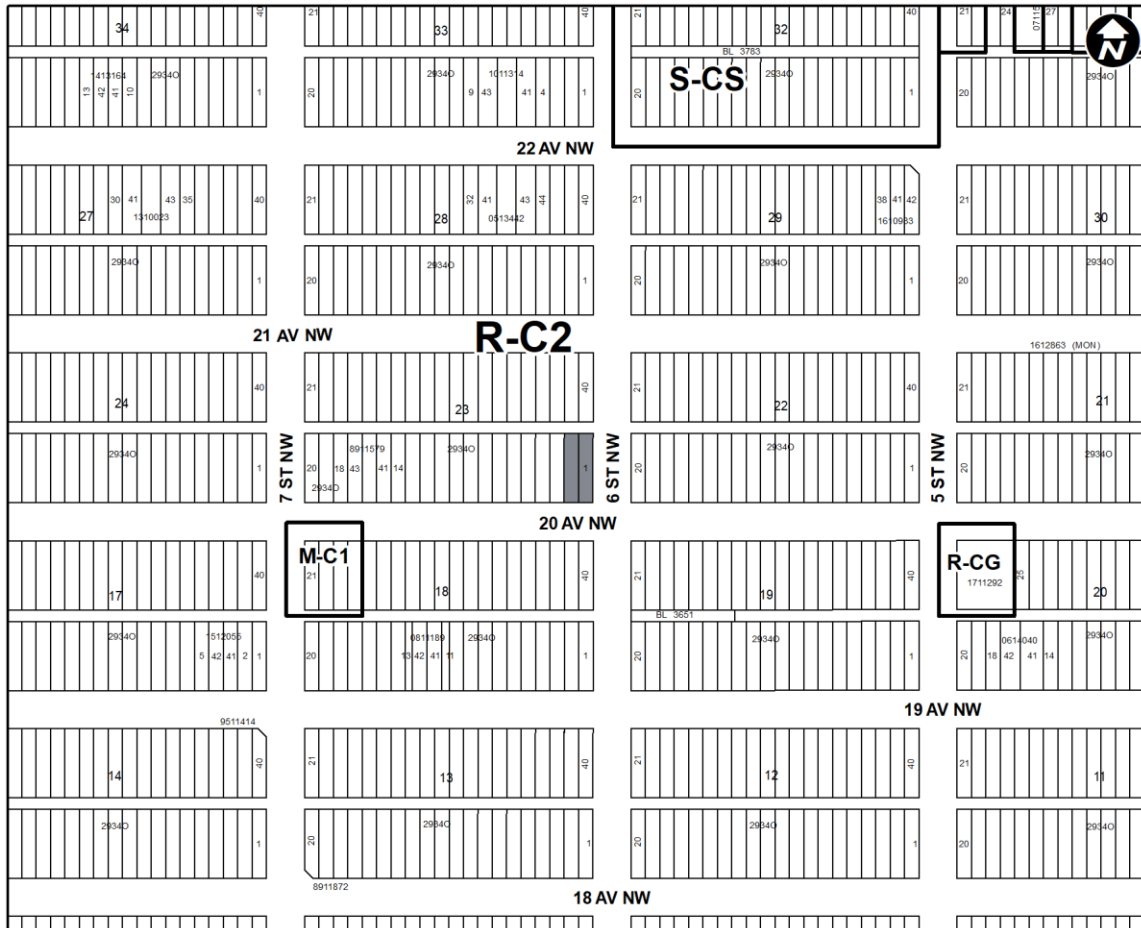 21 40 21 40 21 40 21 24 07115 27
34 33 32
BL 3783
N
1413164 2934O 2934O 1011314 S-CS 2934O 2934O
13 42 41 10 1 20 9 43 41 4 1 20 1 20
22 AV NW
30 41 43 35 40 21 32 41 43 44 40 21 38 41 42 21
27 1310023 28 0513442 29 1610983 30
2934O 2934O 2934O 2934O
1 20 1 20 1 20
21 AV NW R-C2
1612863 (MON)
40 21 40 21 40 21
24 23 22 21
2934O 8911579 2934O 2934O 2934O
1 20 18 43 41 14 1 20 1 20
2934O
7 ST NW 6 ST NW 5 ST NW
20 AV NW
M-C1 R-CG
40 21 40 21 40 1711292 25
17 18 19 20
BL 3651
2934O 1512055 0811189 2934O 2934O 0614040 2934O
5 42 41 2 1 20 13 42 41 11 1 20 1 20 18 42 41 14
19 AV NW
9511414
40 21 40 21 40 21
14 13 12 11
2934O 2934O 2934O 2934O
1 20 1 20 1 20
8911872
18 AV NW